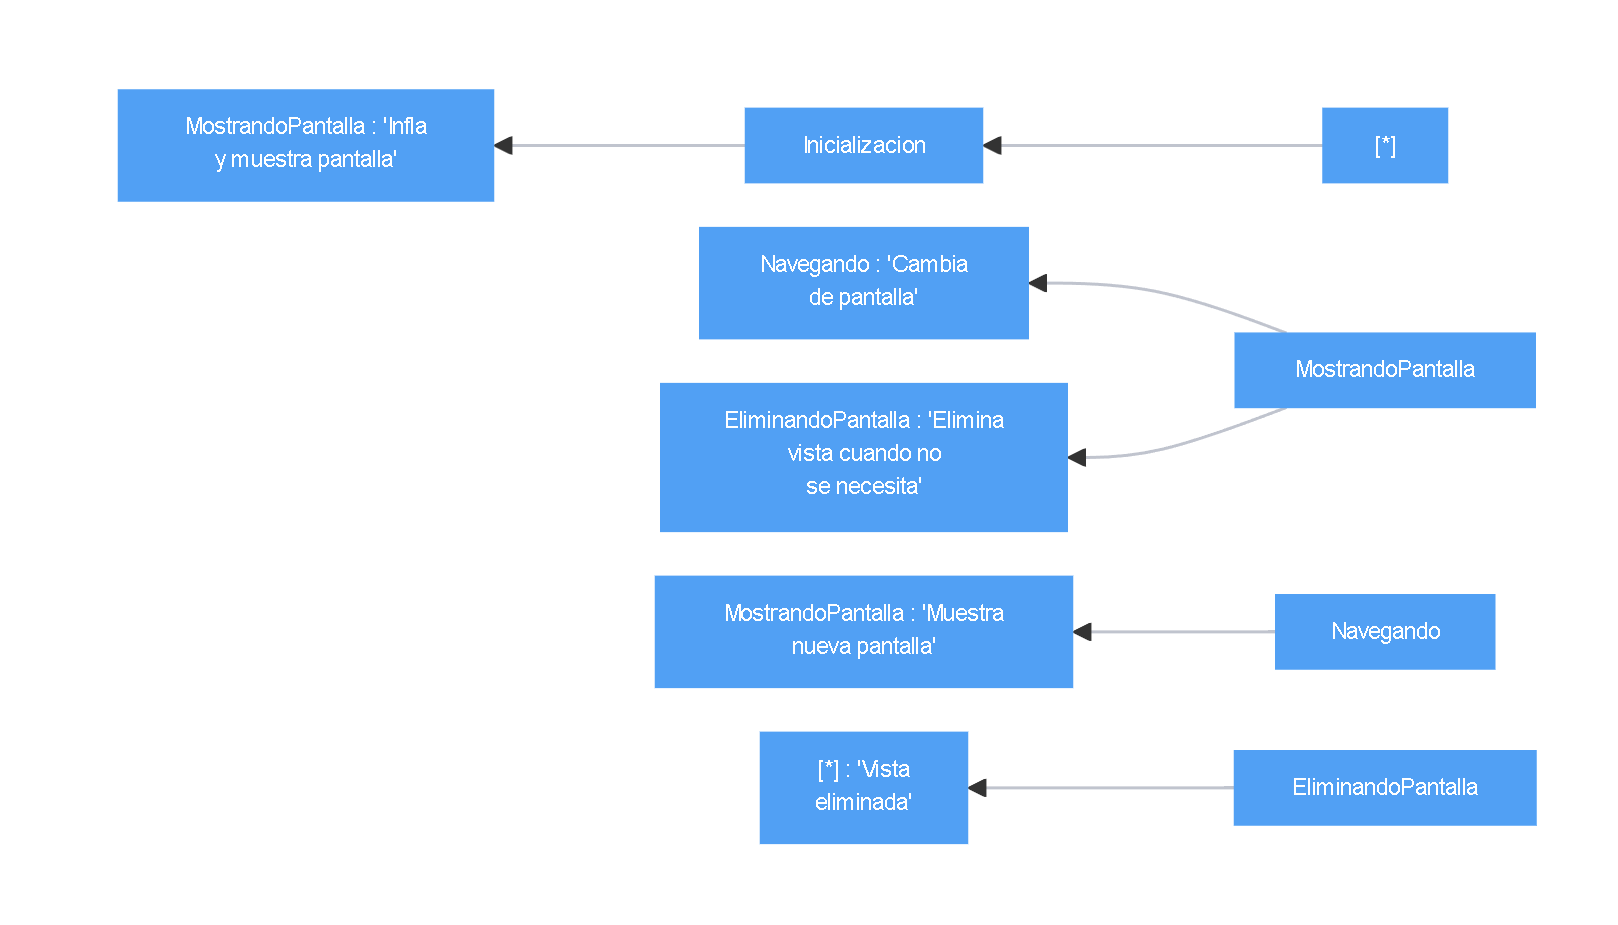 MostrandoPantalla : 'Infla
y muestra pantalla'
Inicializacion
[*]
Navegando : 'Cambia
de pantalla'
MostrandoPantalla
EliminandoPantalla : 'Elimina
vista cuando no
se necesita'
MostrandoPantalla : 'Muestra
nueva pantalla'
Navegando
[*] : 'Vista
eliminada'
EliminandoPantalla